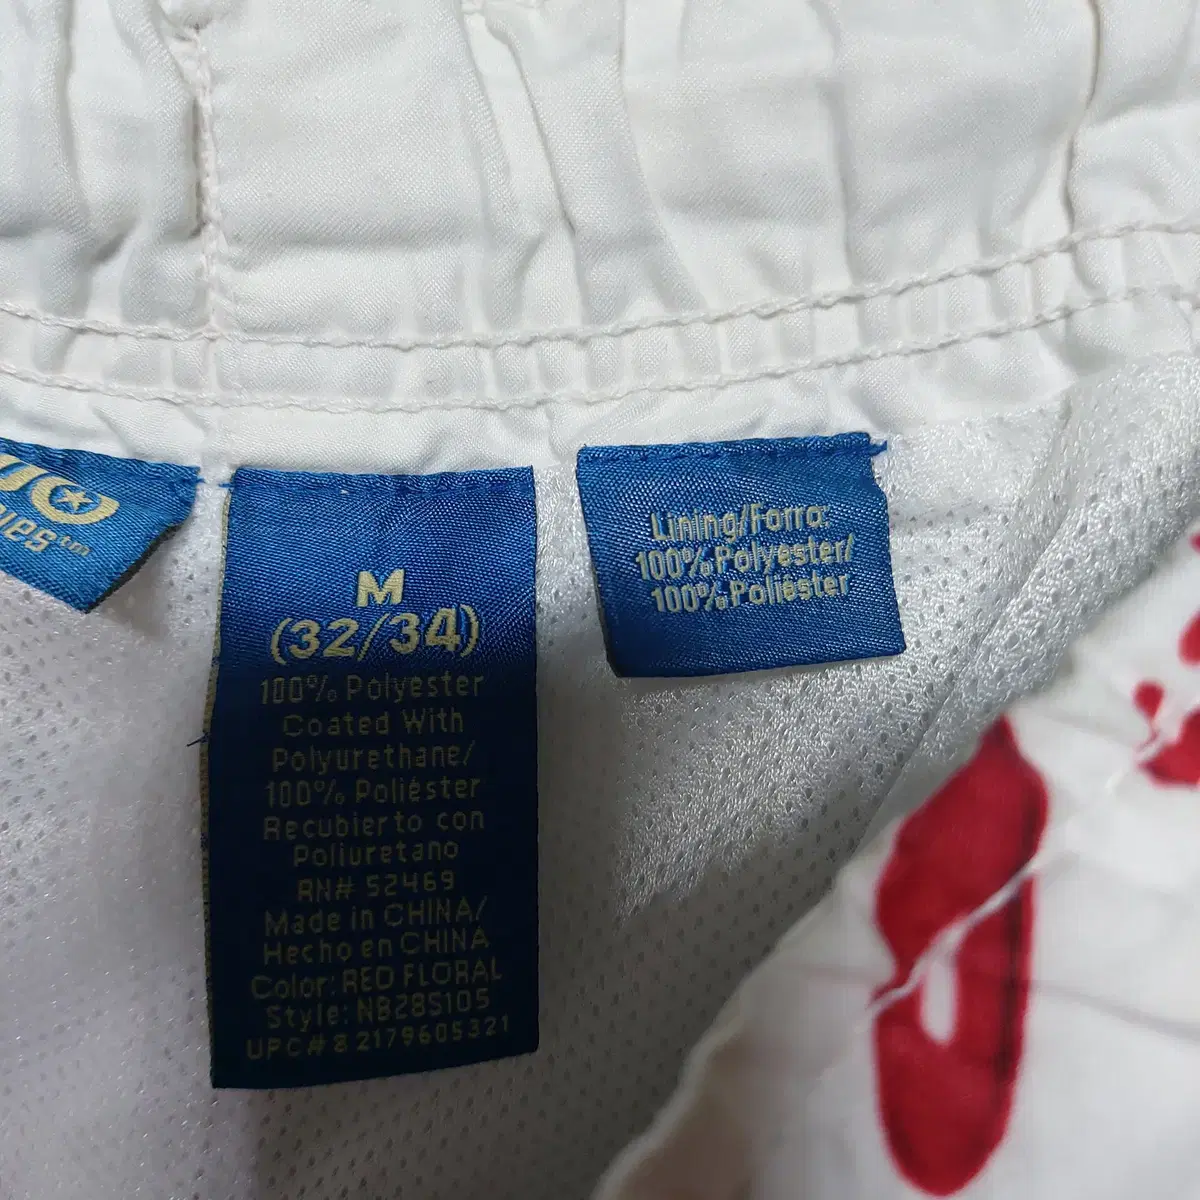 M
(32/34)
100% Polyester
Coated With
Polyurethane/
100% Poliéster
Recubierto con
Poliuretano
RN# 52469
Made in CHINA/
Hecho en CHINA
Color: RED FLORAL
Style: NB28S105
UPC# 8 2179605321
Lining/Forro:
100% Polyester/
100% Poliéster